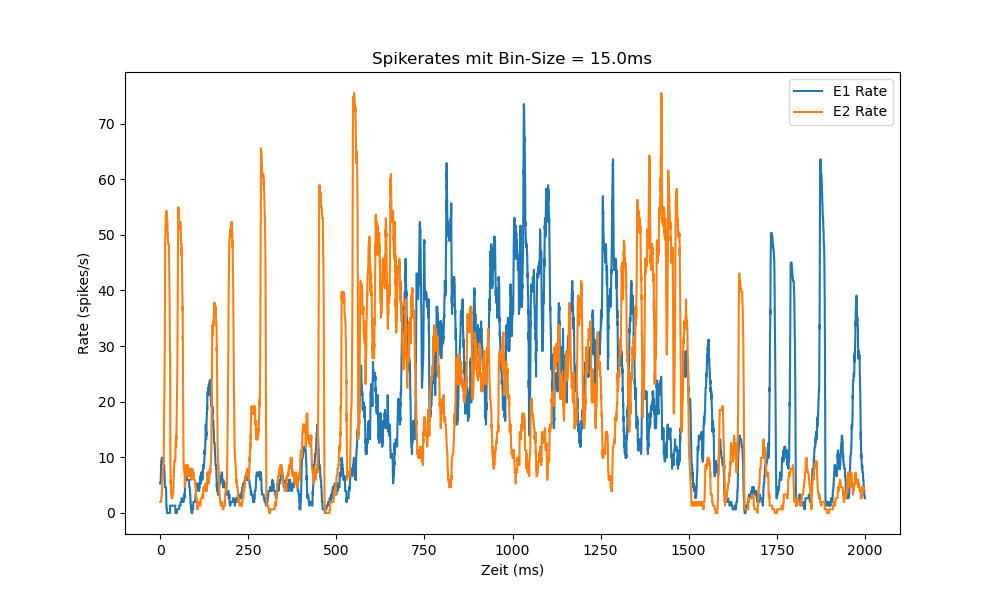 Spikerates mit Bin-Size = 15.0ms
E1 Rate
E2 Rate
Rate (spikes/s)
70
60
50
40
30
20
10
0
0 250 500 750 1000 1250 1500 1750 2000
Zeit (ms)